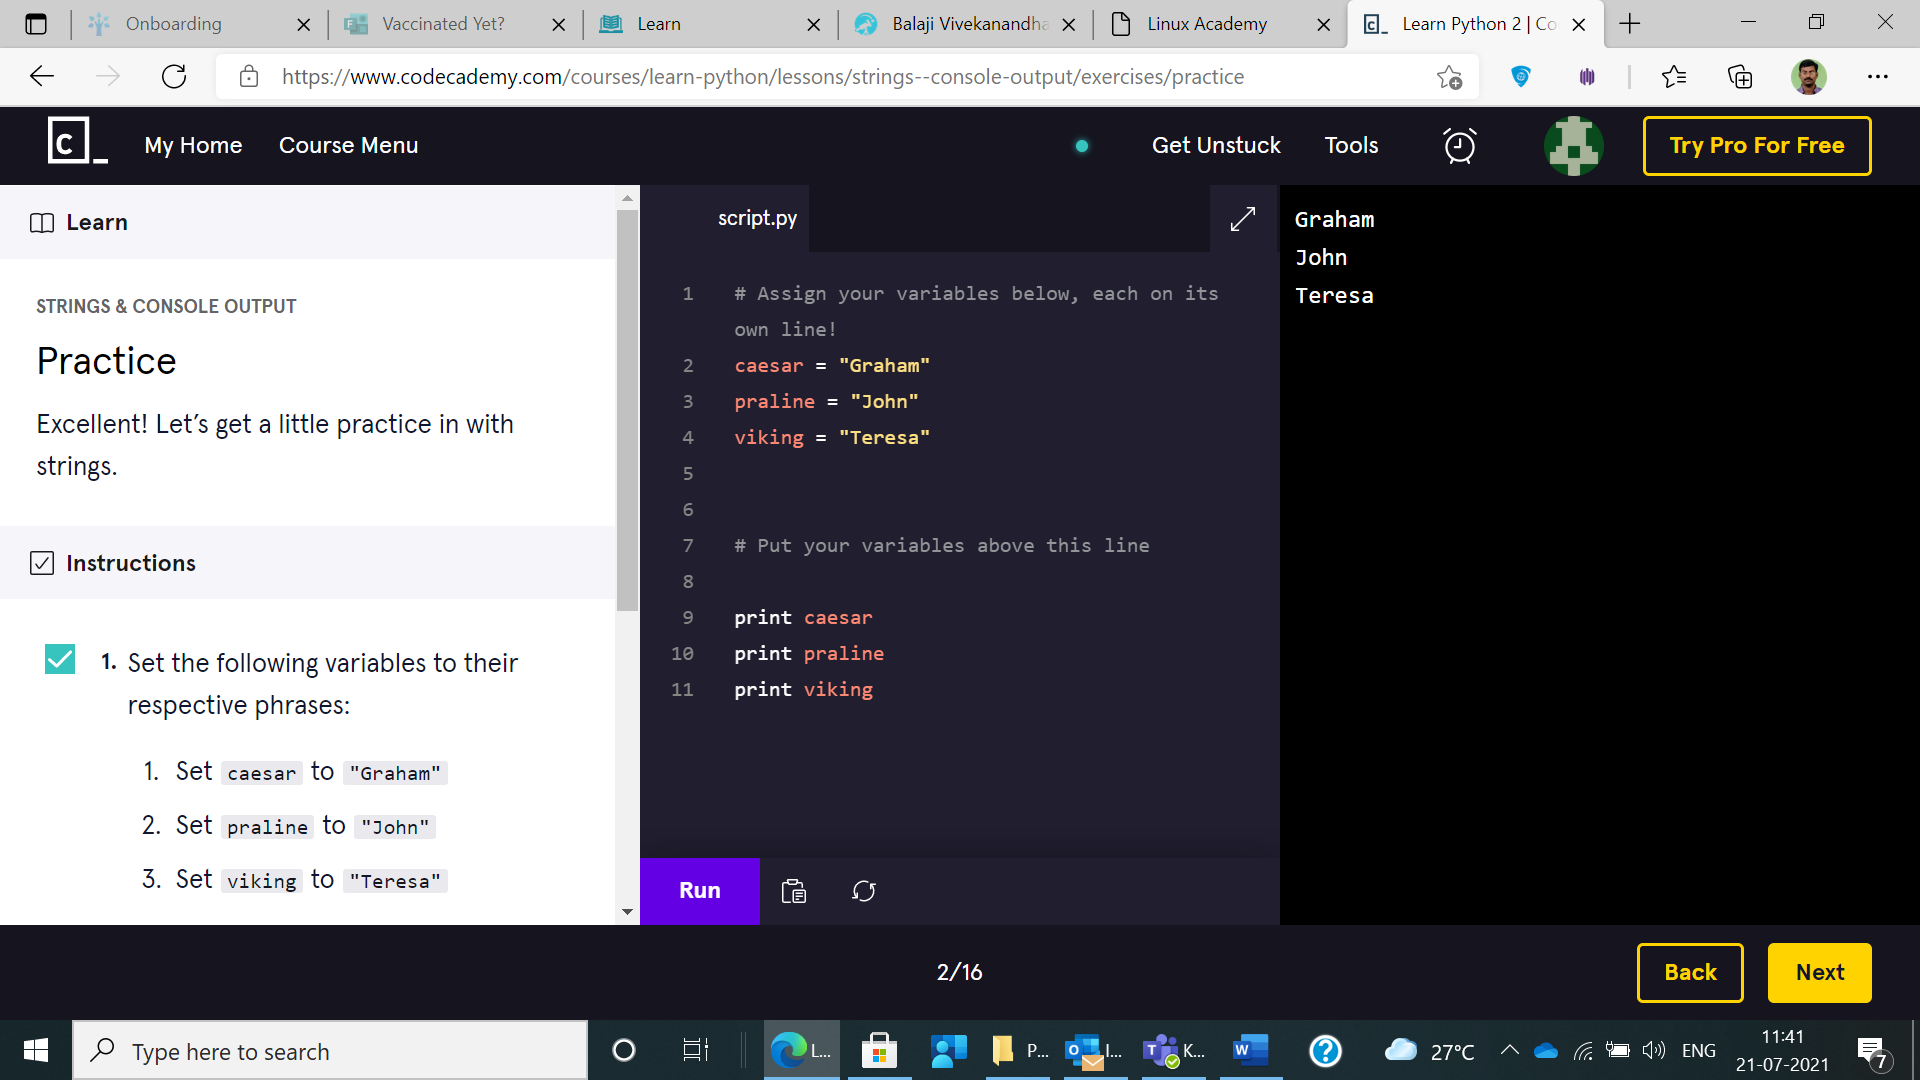 Onboarding
Vaccinated Yet?
Learn
Balaji Vivekanandha
Linux Academy
Learn Python 2 | Co
https://www.codecademy.com/courses/learn-python/lessons/strings--console-output/exercises/practice
c_
My Home
Course Menu
Get Unstuck
Tools
Try Pro For Free
Learn
STRINGS & CONSOLE OUTPUT
Practice
Excellent! Let’s get a little practice in with
strings.
Instructions
1. Set the following variables to their
respective phrases:
1. Set caesar to "Graham"
2. Set praline to "John"
3. Set viking to "Teresa"
script.py
1 # Assign your variables below, each on its
own line!
2 caesar = "Graham"
3 praline = "John"
4 viking = "Teresa"
5
6
7 # Put your variables above this line
8
9 print caesar
10 print praline
11 print viking
Run
Graham
John
Teresa
2/16
Back
Next
Type here to search
L...
P...
I...
K...
27°C
ENG
11:41
21-07-2021
7